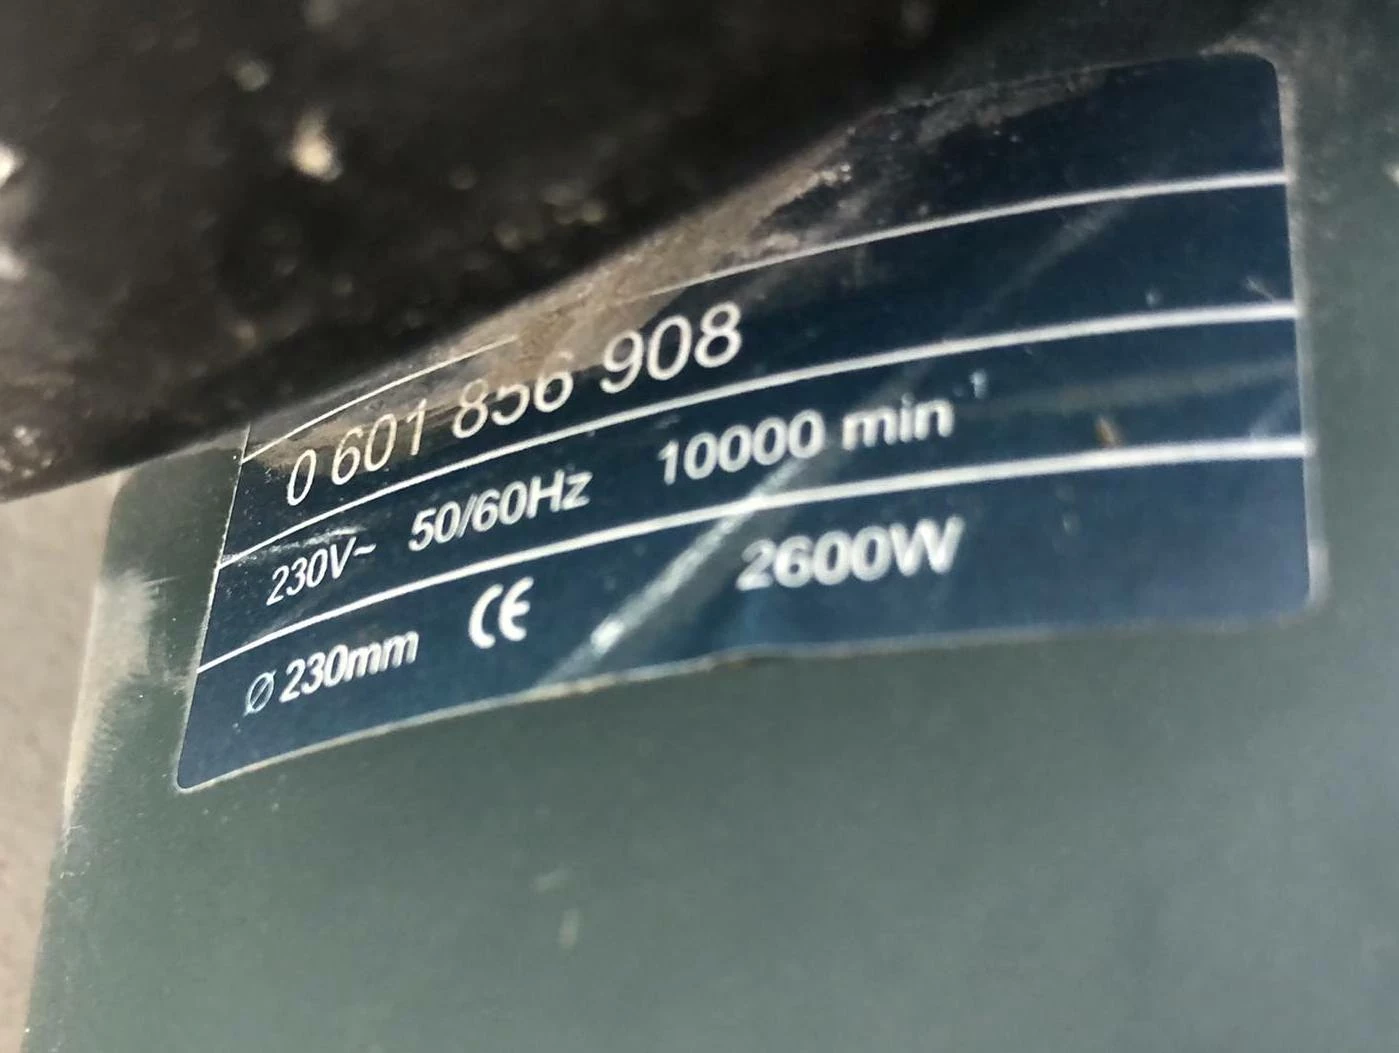 0 601 856 908
230V~ 50/60Hz 10000 min⁻¹
Ø 230mm CE 2600W